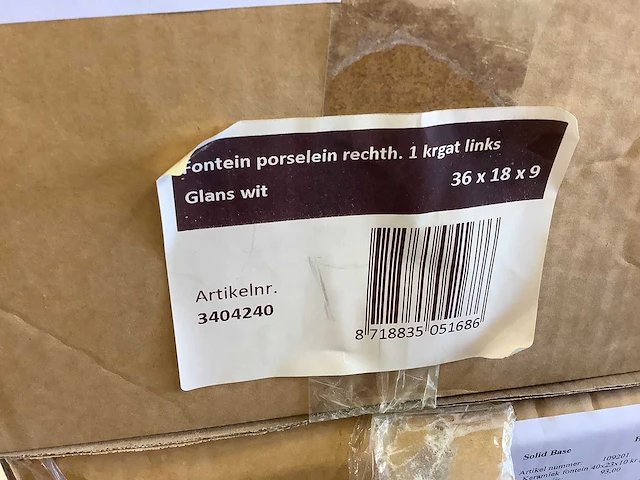 Fontein porselein rechth. 1 krgat links
Glans wit
36 x 18 x 9
Artikelnr.
3404240
8 718835 051686
Solid Base
Artikel nummer: 109201
Keramiek fontein 40x23x10 kr
93,00